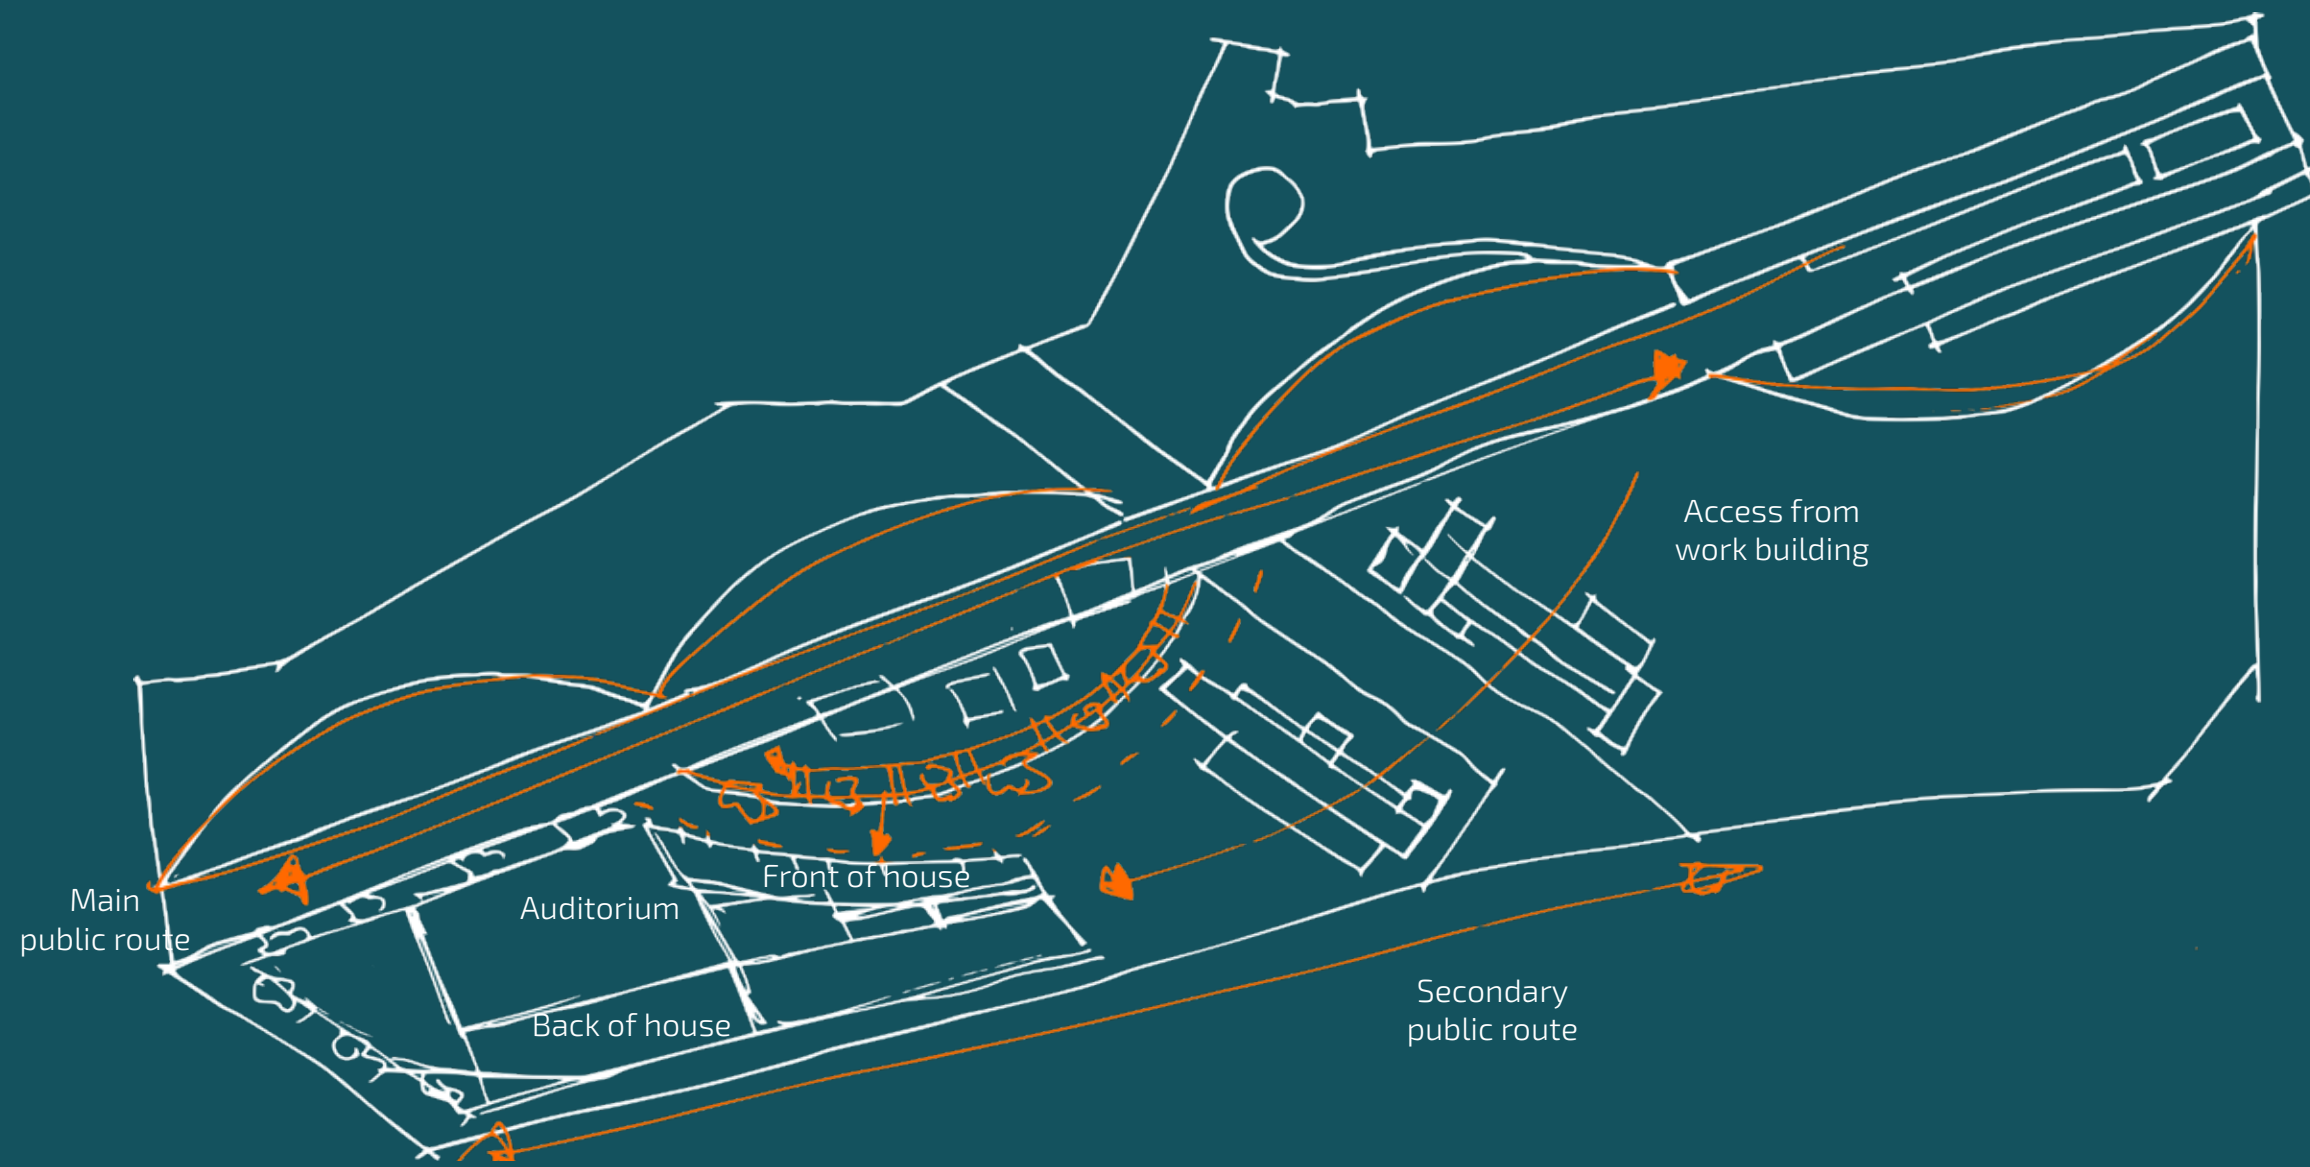 Access from
work building
Front of house
Main
public route
Auditorium
Secondary
public route
Back of house